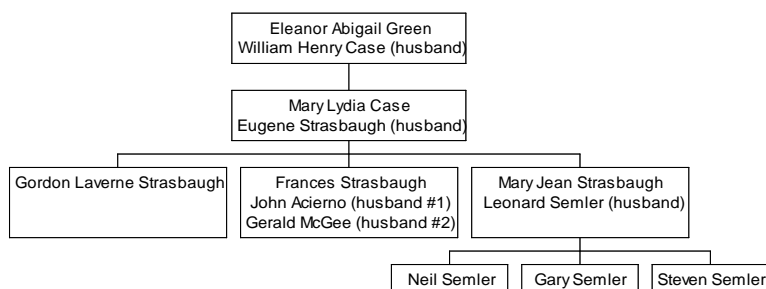 Eleanor Abigail Green
William Henry Case (husband)
Mary Lydia Case
Eugene Strasbaugh (husband)
Gordon Laverne Strasbaugh
Frances Strasbaugh
John Acierno (husband #1)
Gerald McGee (husband #2)
Mary Jean Strasbaugh
Leonard Semler (husband)
Neil Semler
Gary Semler
Steven Semler